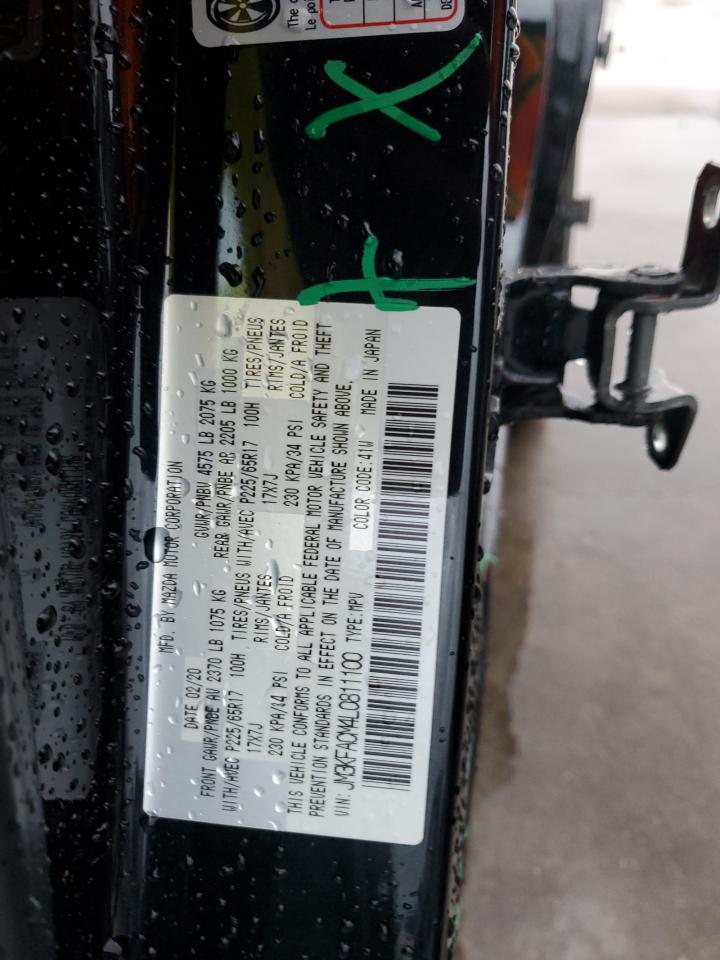 The
Le poi
MFD. BY MAZDA MOTOR CORPORATION
DATE 02/20 GVWR/PNBV 4575 LB 2075 KG
FRONT GAWR/PNBE AV 2370 LB 1075 KG REAR GAWR/PNBE AR 2205 LB 1000 KG
WITH/AVEC P225/65R17 100H TIRES/PNEUS WITH/AVEC P225/65R17 100H TIRES/PNEUS
17X7J RIMS/JANTES 17X7J RIMS/JANTES
230 KPA/34 PSI COLD/A FROID 230 KPA/34 PSI COLD/A FROID
THIS VEHICLE CONFORMS TO ALL APPLICABLE FEDERAL MOTOR VEHICLE SAFETY AND THEFT
PREVENTION STANDARDS IN EFFECT ON THE DATE OF MANUFACTURE SHOWN ABOVE.
VIN: JM3KFACM4L0811100 TYPE:MPV COLOR CODE:41W MADE IN JAPAN